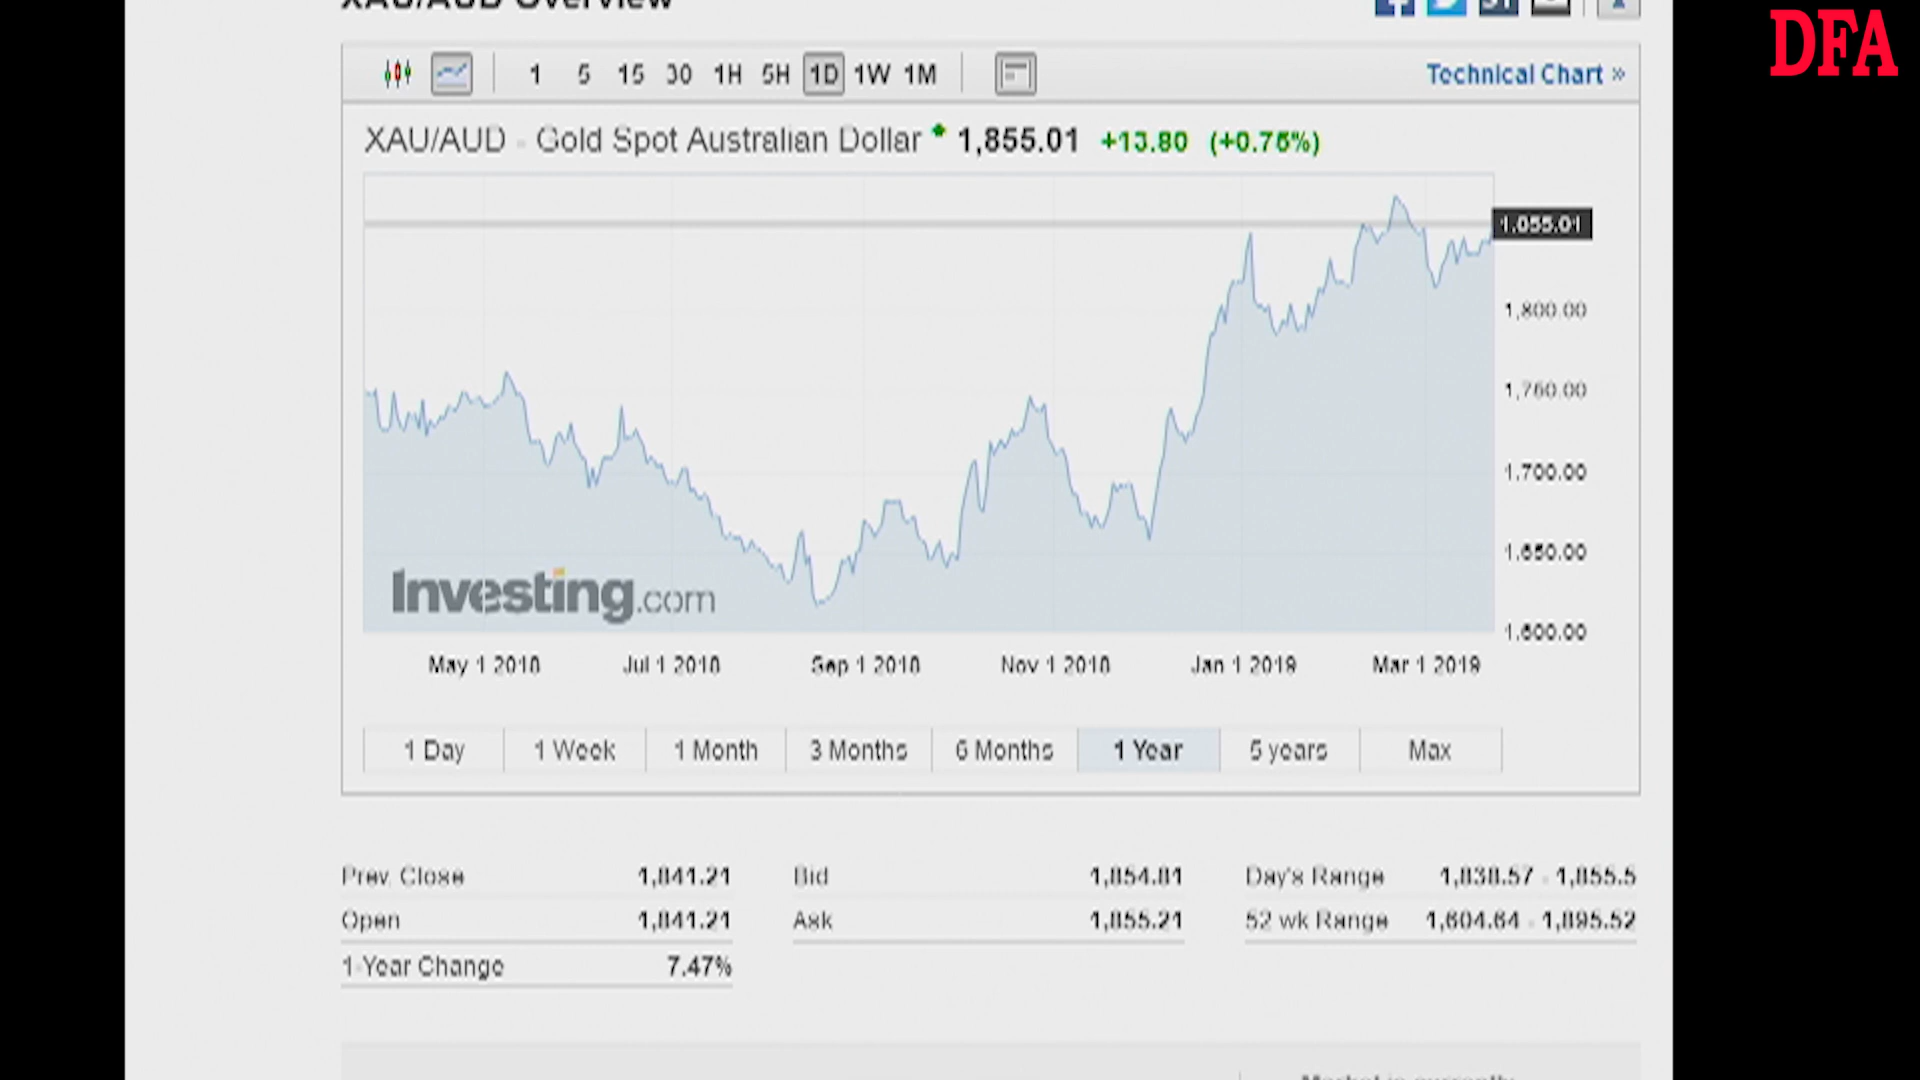 XAU/AUD Overview
DFA
1 5 15 30 1H 5H 1D 1W 1M
Technical Chart »
XAU/AUD - Gold Spot Australian Dollar 1,855.01 +13.80 (+0.75%)
1,855.01
1,800.00
1,750.00
1,700.00
1,650.00
1,600.00
Investing.com
May 1 2018 Jul 1 2018 Sep 1 2018 Nov 1 2018 Jan 1 2019 Mar 1 2019
1 Day 1 Week 1 Month 3 Months 6 Months 1 Year 5 years Max
Prev. Close 1,841.21 Bid 1,854.81 Day's Range 1,838.57 - 1,855.5
Open 1,841.21 Ask 1,855.21 52 wk Range 1,604.64 - 1,895.52
1-Year Change 7.47%
Market is currently